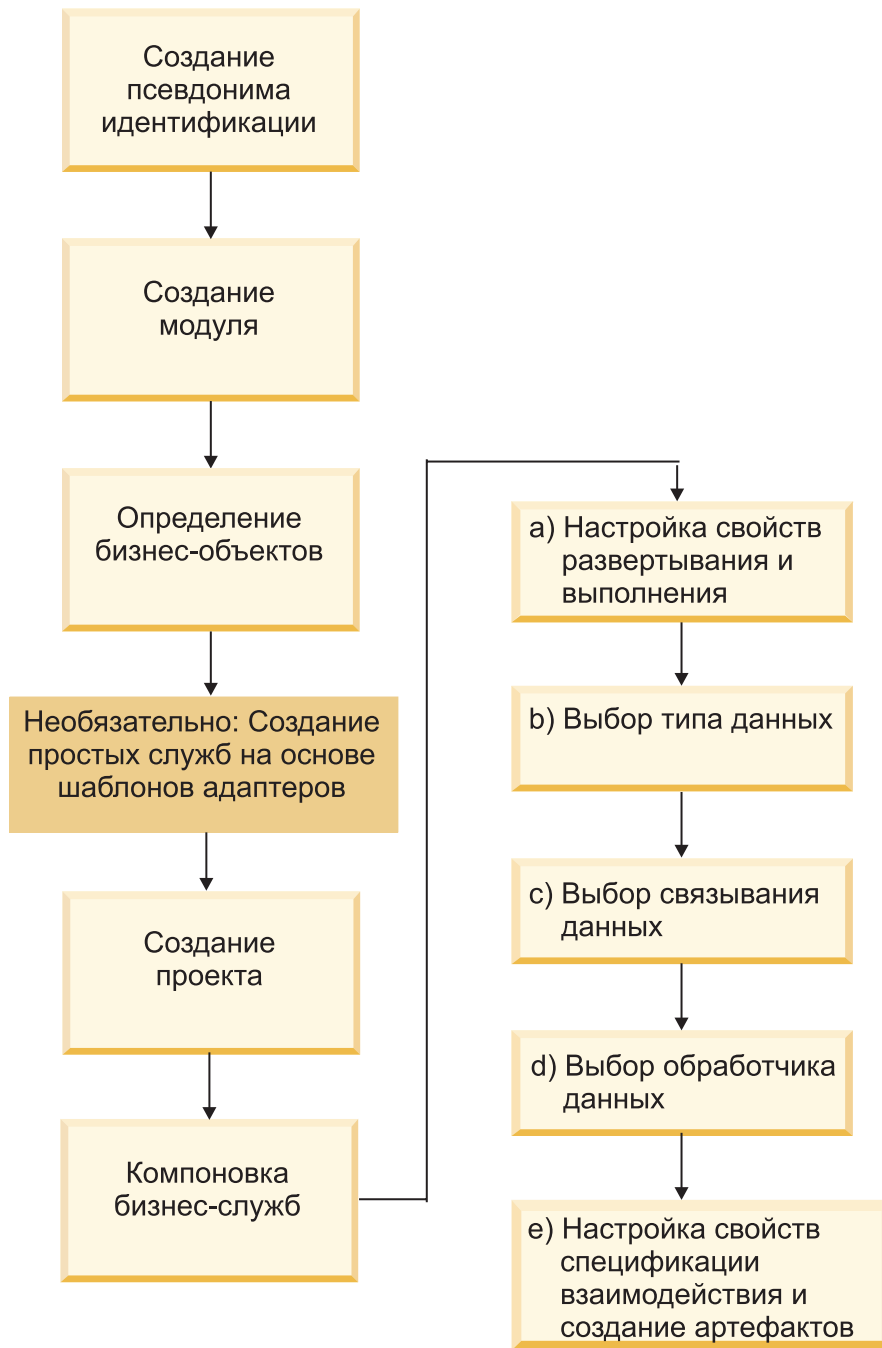 Создание
псевдонима
идентификации
Создание
модуля
Определение
бизнес-объектов
Необязательно: Создание
простых служб на основе
шаблонов адаптеров
Создание
проекта
Компоновка
бизнес-служб
a) Настройка свойств
развертывания и
выполнения
b) Выбор типа данных
c) Выбор связывания
данных
d) Выбор обработчика
данных
e) Настройка свойств
спецификации
взаимодействия и
создание артефактов